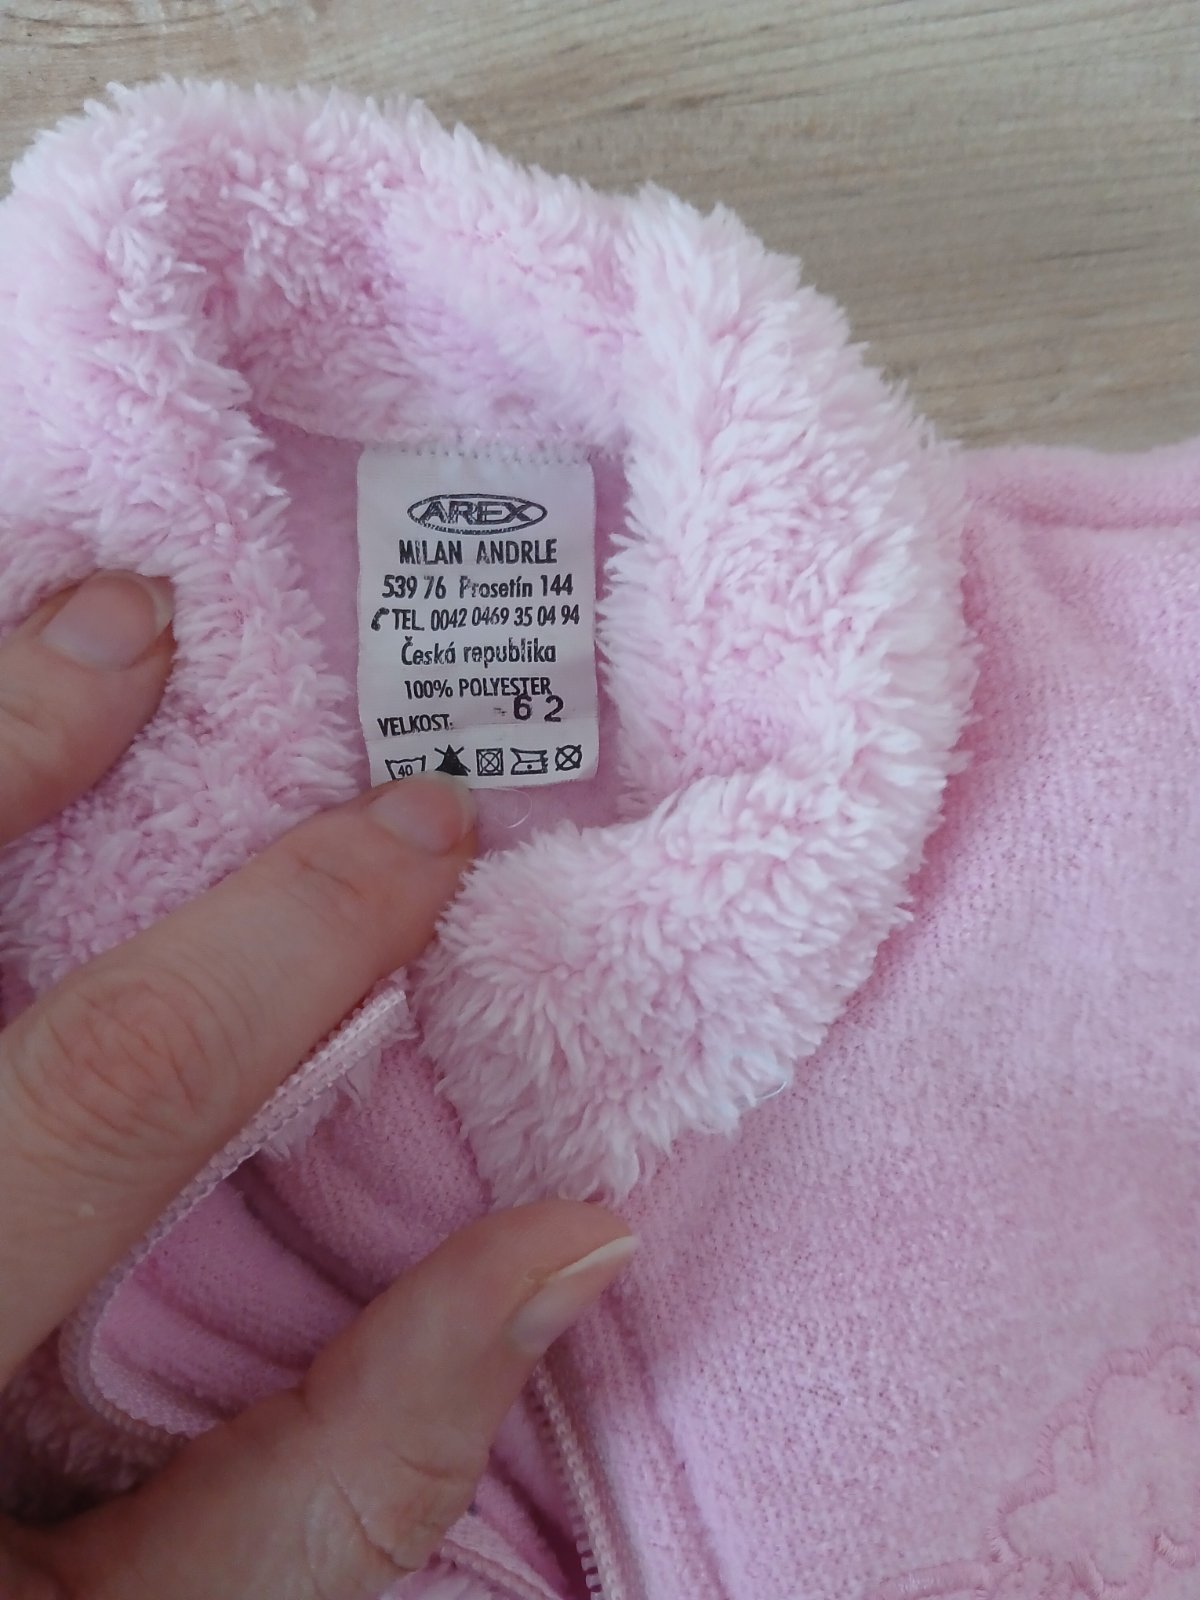 AREX
MILAN ANDRLE
539 76 Prosetín 144
TEL. 0042 0469 35 04 94
Česká republika
100% POLYESTER
VELKOST: 62
40